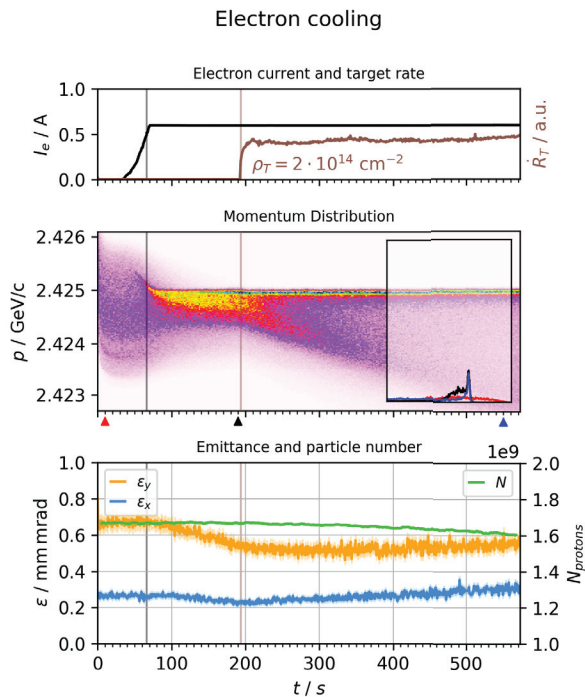 Electron cooling
Electron current and target rate
1.0
0.5
0.0
I_e / A
Ṙ_T / a.u.
ρ_T = 2 · 10^14 cm^−2
Momentum Distribution
2.426
2.425
2.424
2.423
p / GeV/c
Emittance and particle number
1e9
1.0
0.8
0.6
0.4
0.2
0.0
ε / mm mrad
ε_y
ε_x
N
2.0
1.8
1.6
1.4
1.2
1.0
N_protons
0 100 200 300 400 500
t / s